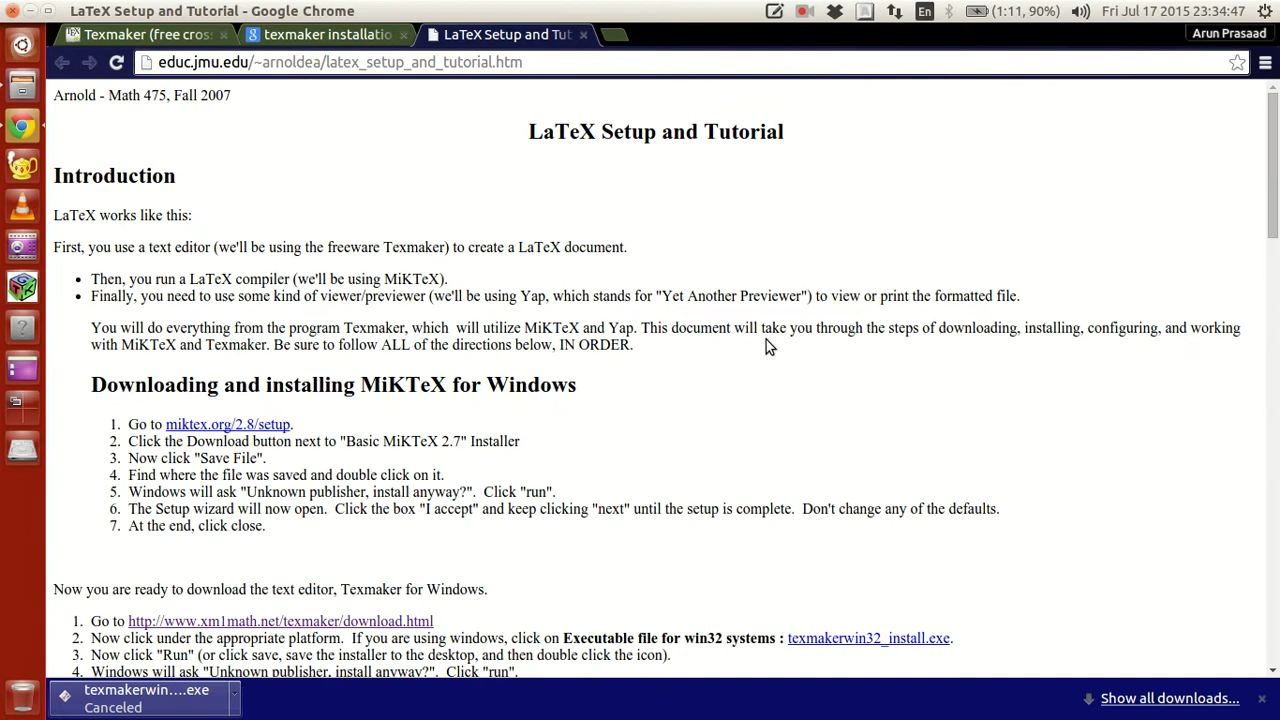 LaTeX Setup and Tutorial - Google Chrome
En
(1:11, 90%)
Fri Jul 17 2015 23:34:47
Texmaker (free cros
texmaker installatio
LaTeX Setup and Tut
Arun Prasaad
educ.jmu.edu/~arnoldea/latex_setup_and_tutorial.htm
Arnold - Math 475, Fall 2007
LaTeX Setup and Tutorial
Introduction
LaTeX works like this:
First, you use a text editor (we'll be using the freeware Texmaker) to create a LaTeX document.
• Then, you run a LaTeX compiler (we'll be using MiKTeX).
• Finally, you need to use some kind of viewer/previewer (we'll be using Yap, which stands for "Yet Another Previewer") to view or print the formatted file.
You will do everything from the program Texmaker, which will utilize MiKTeX and Yap. This document will take you through the steps of downloading, installing, configuring, and working
with MiKTeX and Texmaker. Be sure to follow ALL of the directions below, IN ORDER.
Downloading and installing MiKTeX for Windows
1. Go to miktex.org/2.8/setup.
2. Click the Download button next to "Basic MiKTeX 2.7" Installer
3. Now click "Save File".
4. Find where the file was saved and double click on it.
5. Windows will ask "Unknown publisher, install anyway?". Click "run".
6. The Setup wizard will now open. Click the box "I accept" and keep clicking "next" until the setup is complete. Don't change any of the defaults.
7. At the end, click close.
Now you are ready to download the text editor, Texmaker for Windows.
1. Go to http://www.xm1math.net/texmaker/download.html
2. Now click under the appropriate platform. If you are using windows, click on Executable file for win32 systems : texmakerwin32_install.exe.
3. Now click "Run" (or click save, save the installer to the desktop, and then double click the icon).
4. Windows will ask "Unknown publisher, install anyway?". Click "run".
texmakerwin....exe
Canceled
Show all downloads...